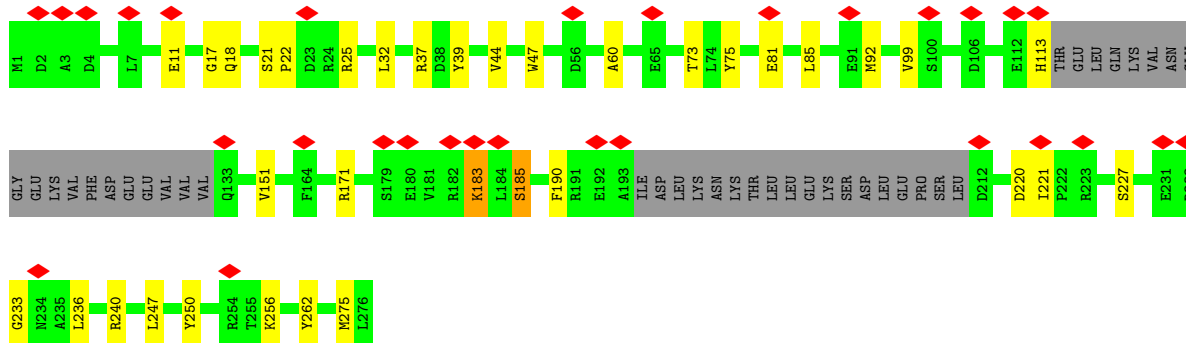 M1 D2 A3 D4 L7 E11 G17 Q18 S21 P22 D23 R24 R25 L32 R37 D38 Y39 V44 W47 D56 A60 E65 T73 L74 Y75 E81 L85 E91 M92 V99 S100 D106 E112 H113 THR GLU LEU GLN LYS VAL ASN
GLY GLU LYS VAL PHE ASP GLU GLU VAL VAL VAL Q133 V151 F164 R171 S179 E180 V181 R182 K183 L184 S185 F190 R191 E192 A193 ILE ASP LEU LYS ASN LYS THR LEU LEU GLU LYS SER ASP LEU GLU PRO SER LEU D212 D220 I221 P222 R223 S227 E231
G233 N234 A235 L236 R240 L247 Y250 R254 T255 K256 Y262 M275 L276